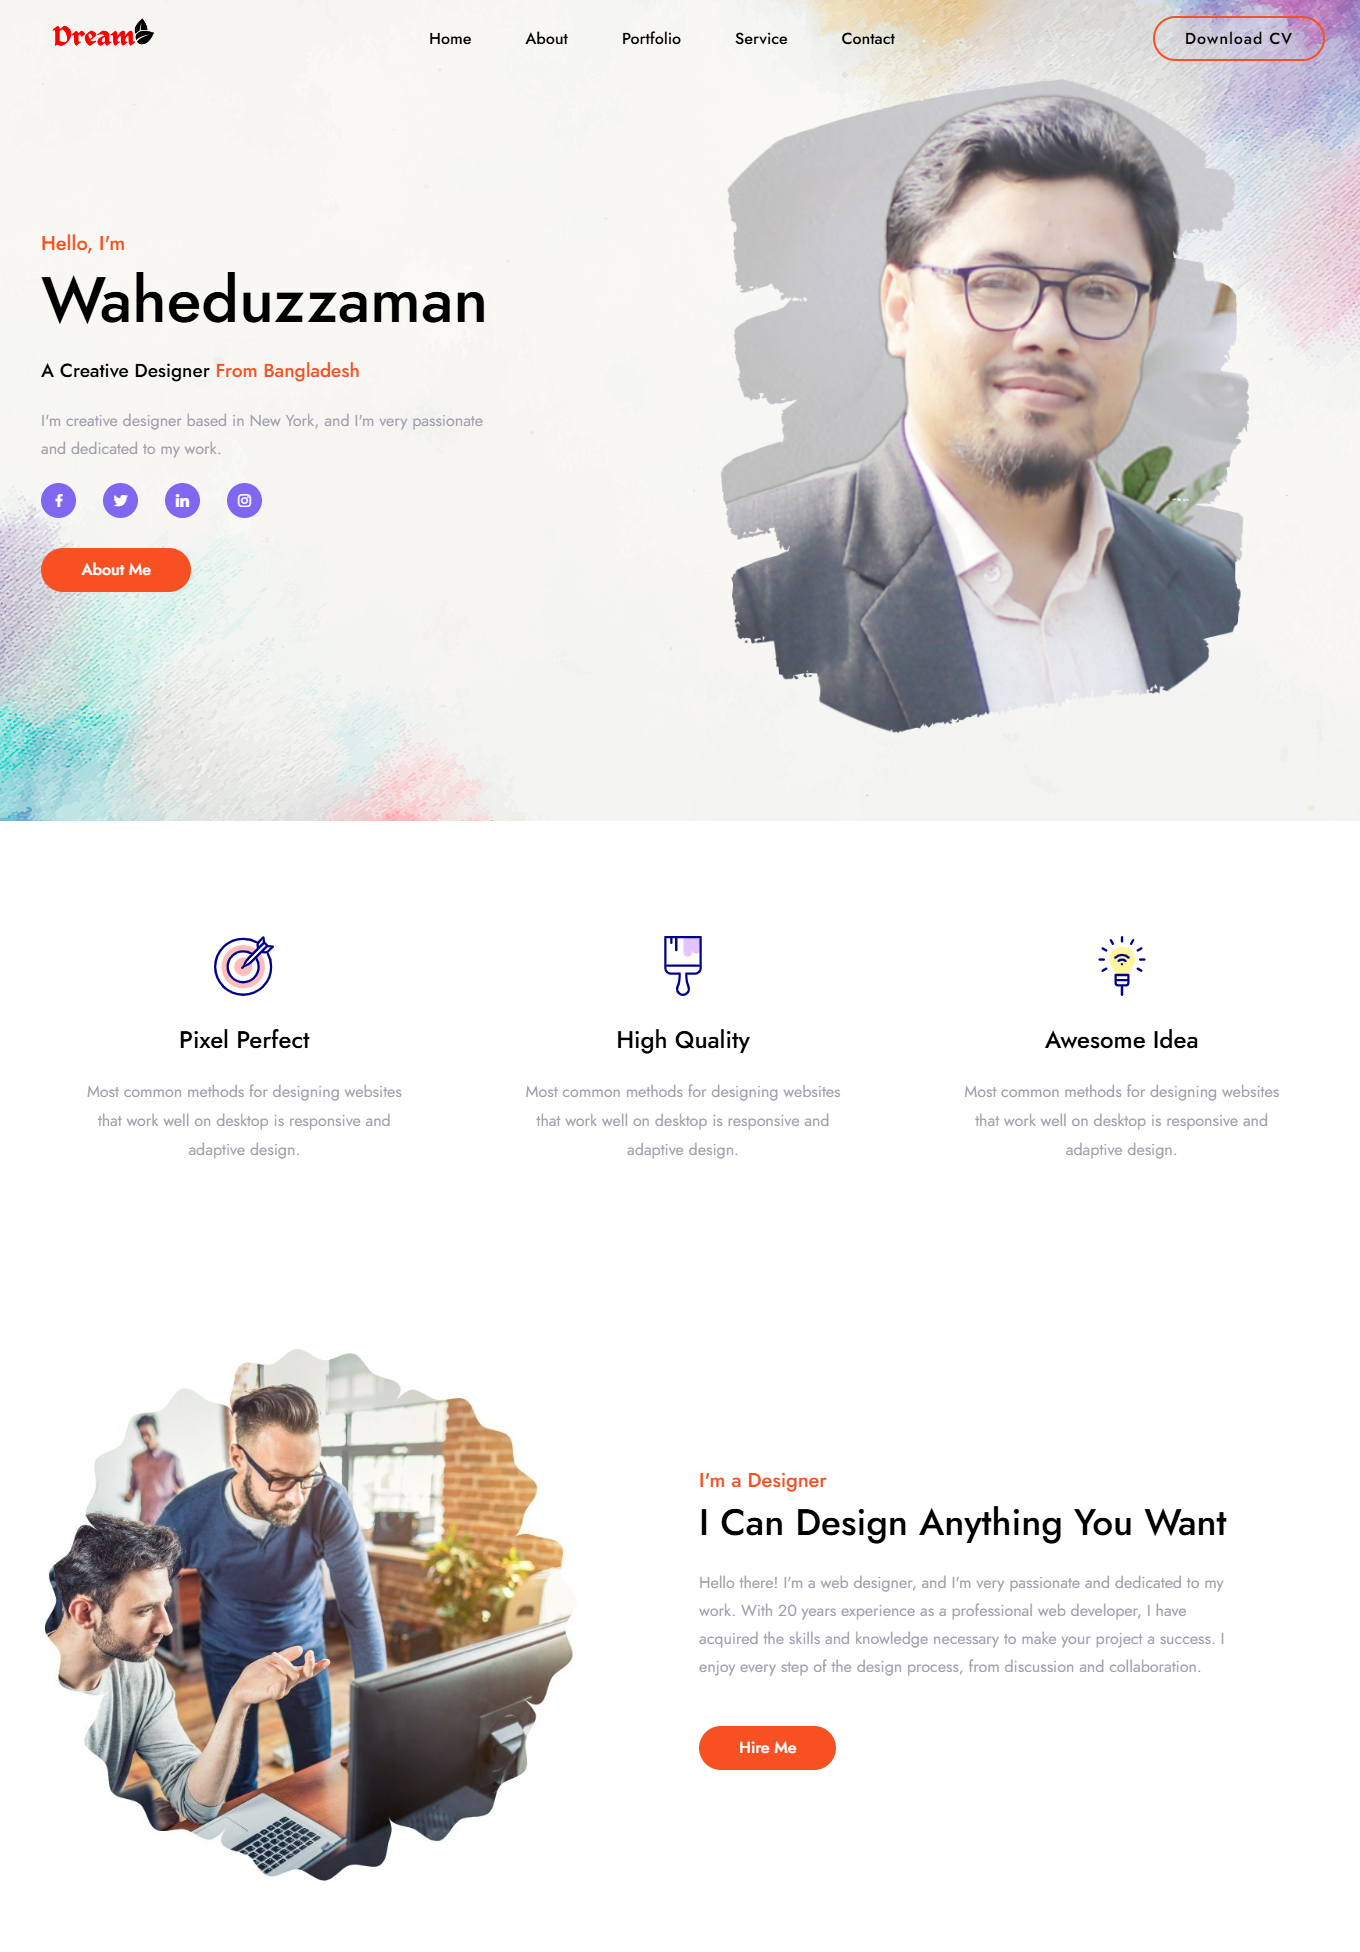 Dream
Home About Portfolio Service Contact
Download CV
Hello, I'm
Waheduzzaman
A Creative Designer From Bangladesh
I'm creative designer based in New York, and I'm very passionate
and dedicated to my work.
About Me
Pixel Perfect
Most common methods for designing websites
that work well on desktop is responsive and
adaptive design.
High Quality
Most common methods for designing websites
that work well on desktop is responsive and
adaptive design.
Awesome Idea
Most common methods for designing websites
that work well on desktop is responsive and
adaptive design.
I'm a Designer
I Can Design Anything You Want
Hello there! I'm a web designer, and I'm very passionate and dedicated to my
work. With 20 years experience as a professional web developer, I have
acquired the skills and knowledge necessary to make your project a success. I
enjoy every step of the design process, from discussion and collaboration.
Hire Me